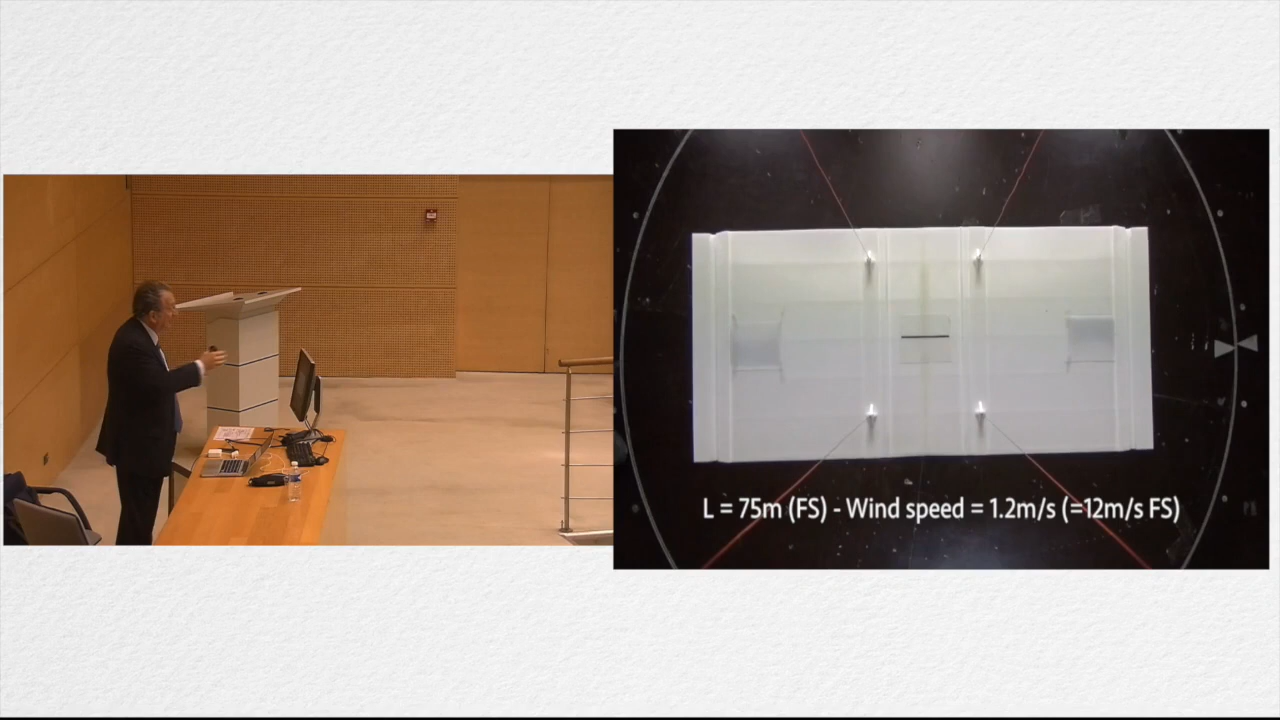 L = 75m (FS) - Wind speed = 1.2m/s (=12m/s FS)